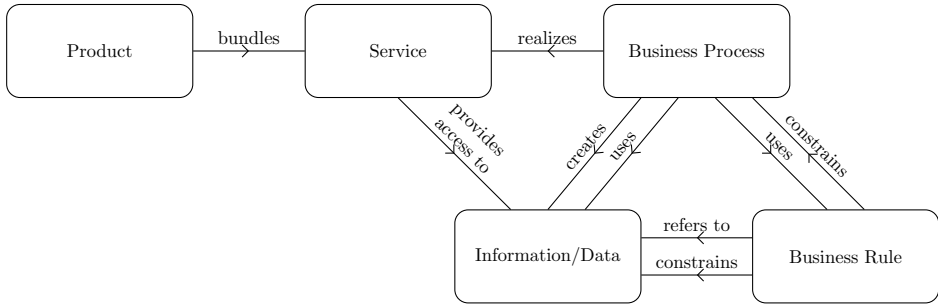 Product
bundles
Service
realizes
Business Process
provides
access to
creates
uses
uses
constrains
Information/Data
refers to
constrains
Business Rule